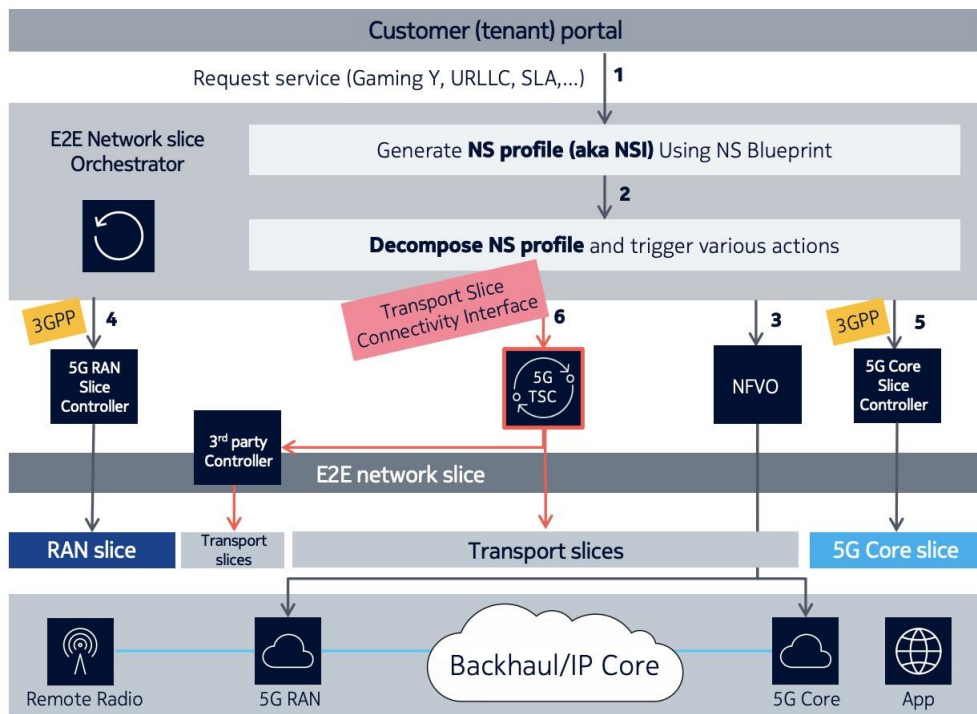 Customer (tenant) portal
Request service (Gaming Y, URLLC, SLA,...)
1
E2E Network slice
Orchestrator
Generate NS profile (aka NSI) Using NS Blueprint
2
Decompose NS profile and trigger various actions
3GPP
4
Transport Slice
Connectivity Interface
6
3
3GPP
5
5G RAN
Slice
Controller
5G
TSC
NFVO
5G Core
Slice
Controller
3rd party
Controller
E2E network slice
RAN slice
Transport
slices
Transport slices
5G Core slice
Backhaul/IP Core
Remote Radio
5G RAN
5G Core
App